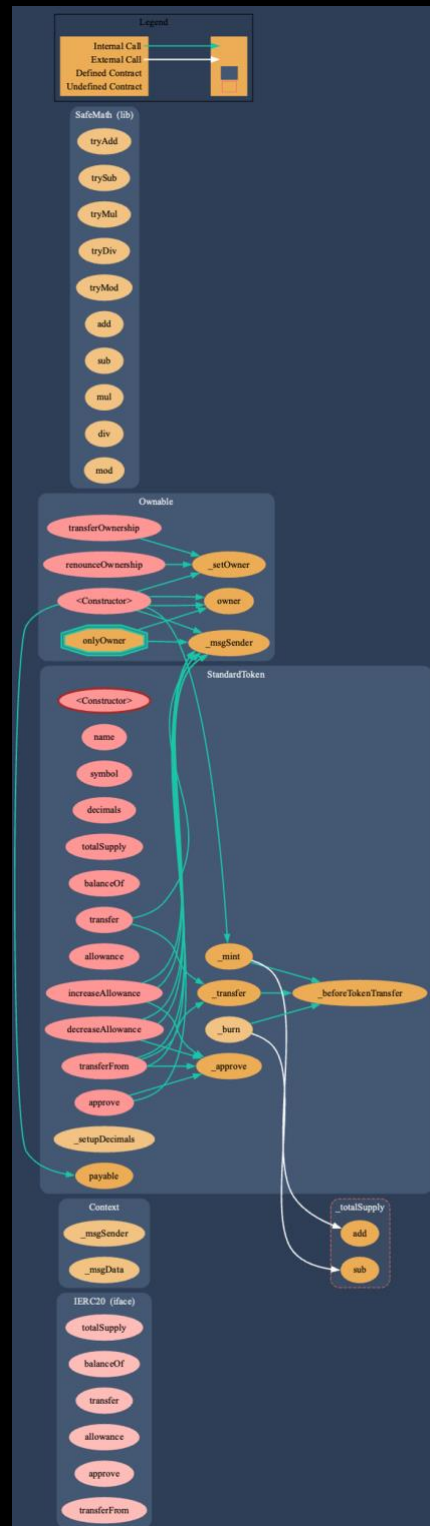 Legend
Internal Call
External Call
Defined Contract
Undefined Contract
SafeMath (lib)
tryAdd
trySub
tryMul
tryDiv
tryMod
add
sub
mul
div
mod
Ownable
transferOwnership
renounceOwnership
_setOwner
<Constructor>
owner
onlyOwner
_msgSender
StandardToken
<Constructor>
name
symbol
decimals
totalSupply
balanceOf
transfer
allowance
_mint
increaseAllowance
_transfer
_beforeTokenTransfer
decreaseAllowance
_burn
transferFrom
_approve
approve
_setupDecimals
payable
Context
_totalSupply
_msgSender
add
_msgData
sub
IERC20 (iface)
totalSupply
balanceOf
transfer
allowance
approve
transferFrom